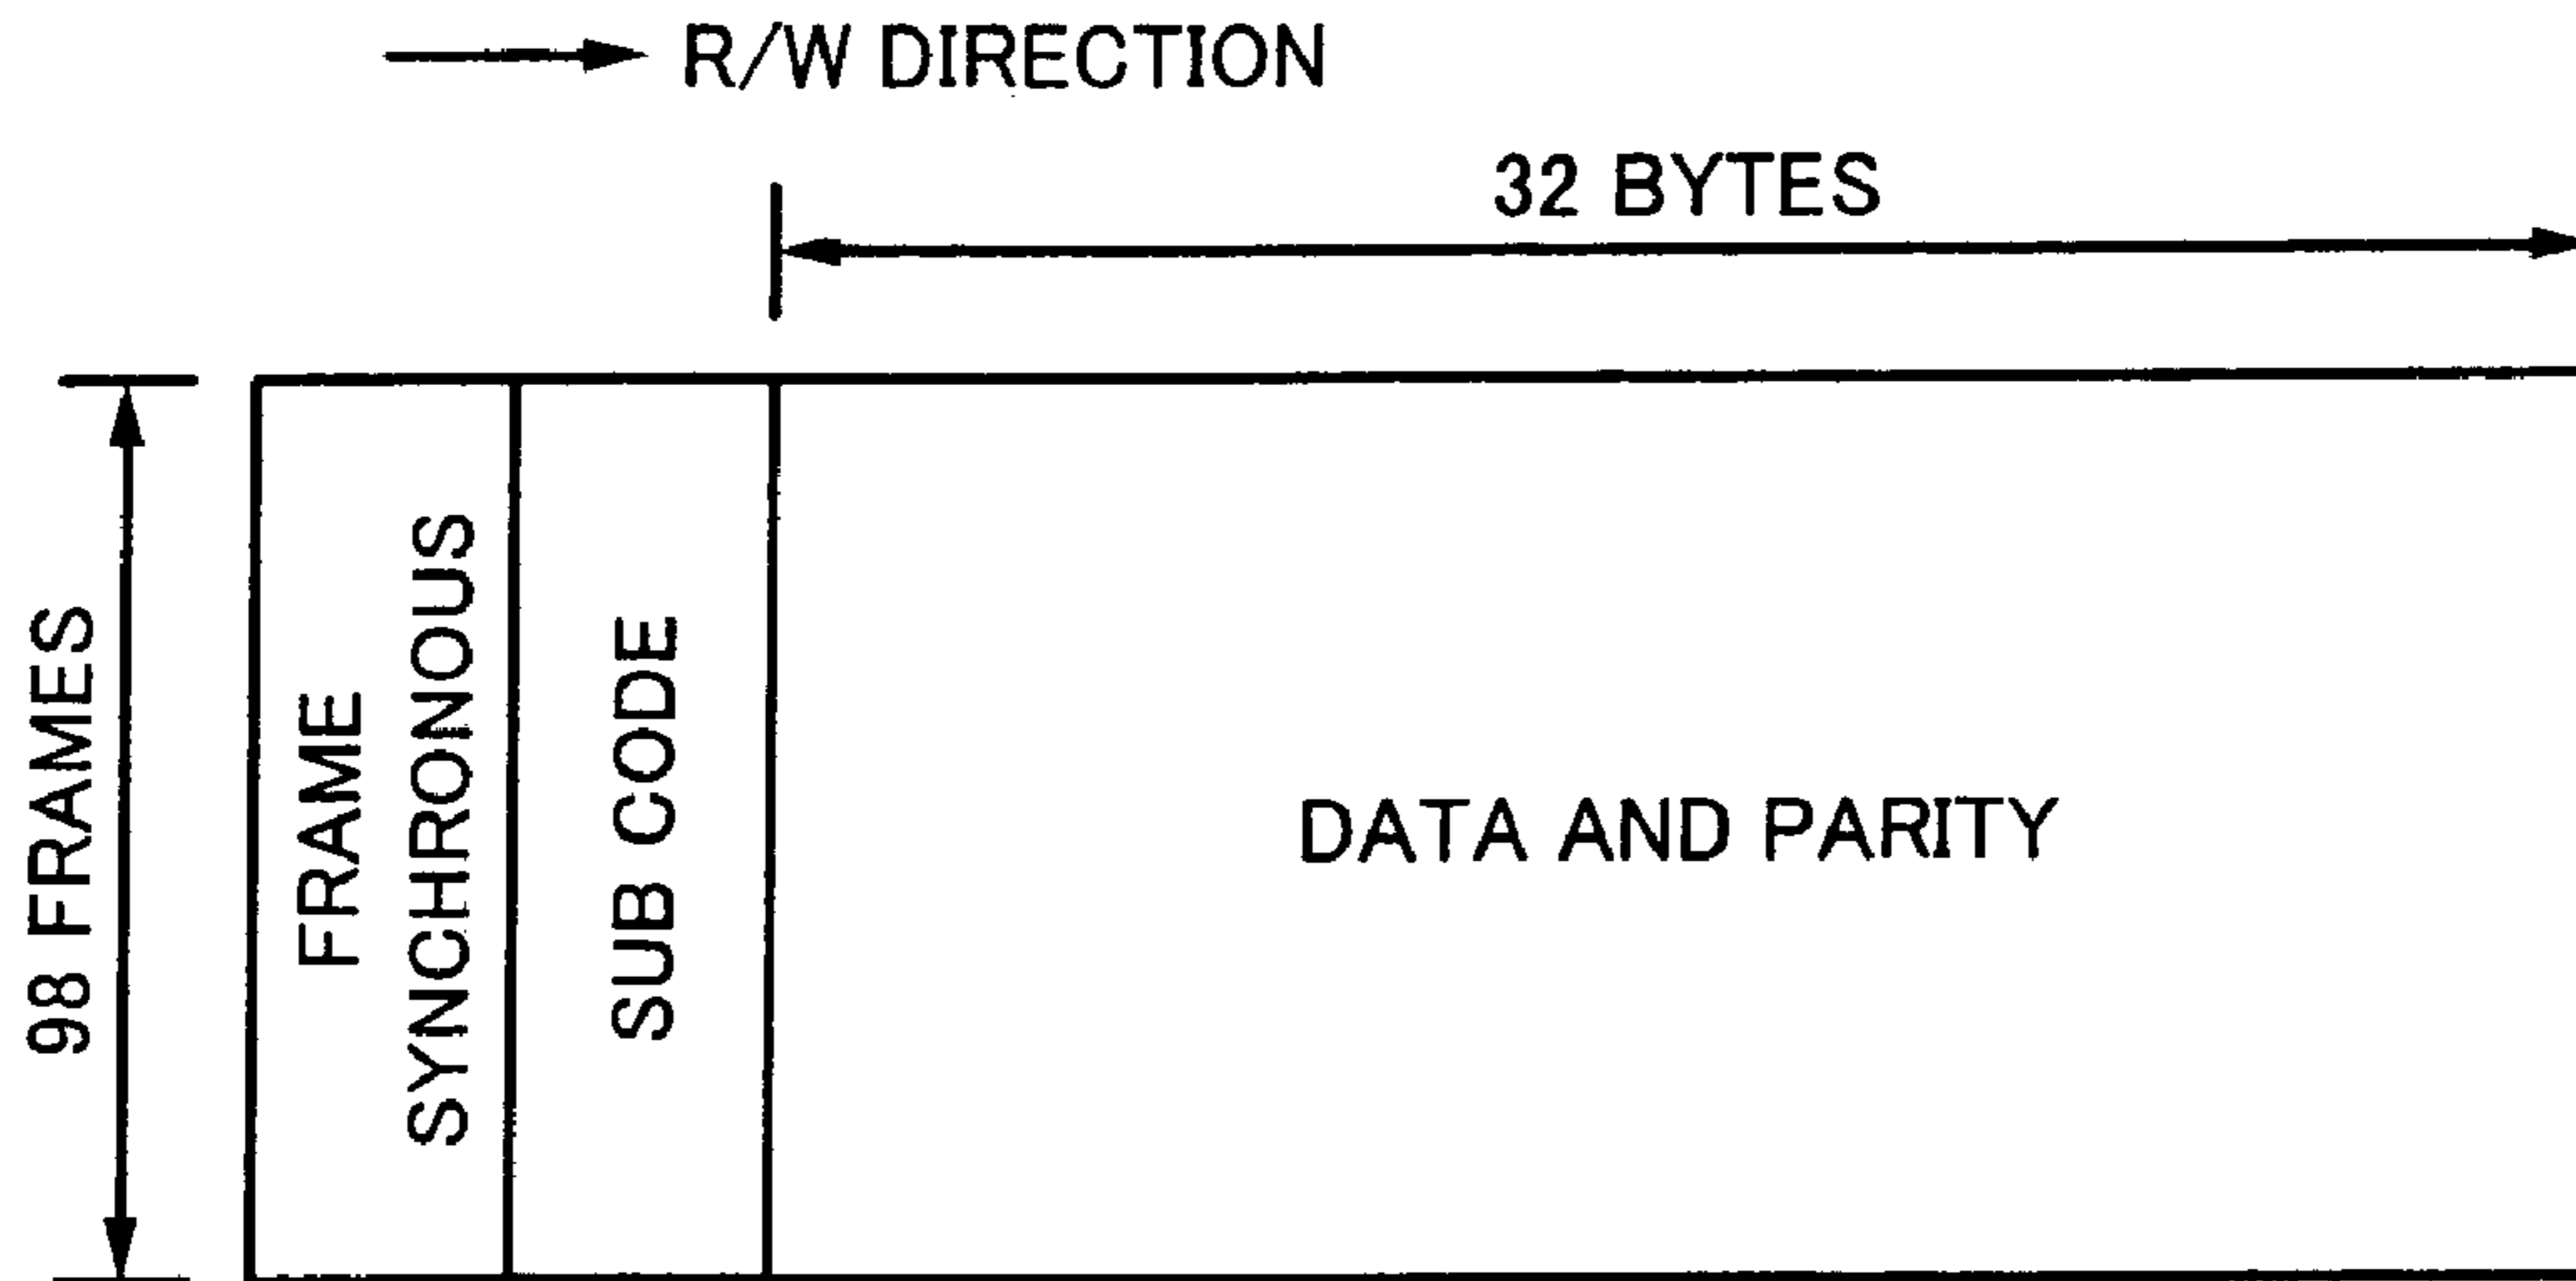 R/W DIRECTION
32 BYTES
98 FRAMES
FRAME
SYNCHRONOUS
SUB CODE
DATA AND PARITY